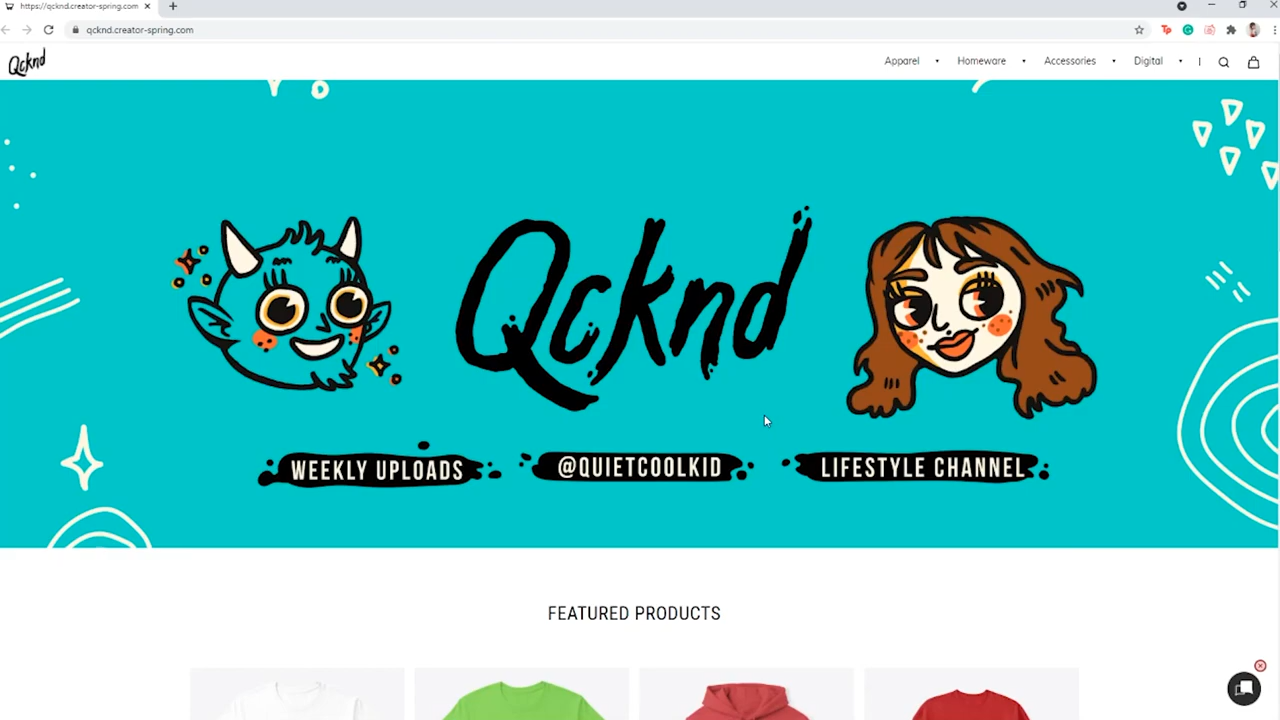 https://qcknd.creator-spring.com
qcknd.creator-spring.com
Qcknd
Apparel
Homeware
Accessories
Digital
Qcknd
WEEKLY UPLOADS
@QUIETCOOLKID
LIFESTYLE CHANNEL
FEATURED PRODUCTS